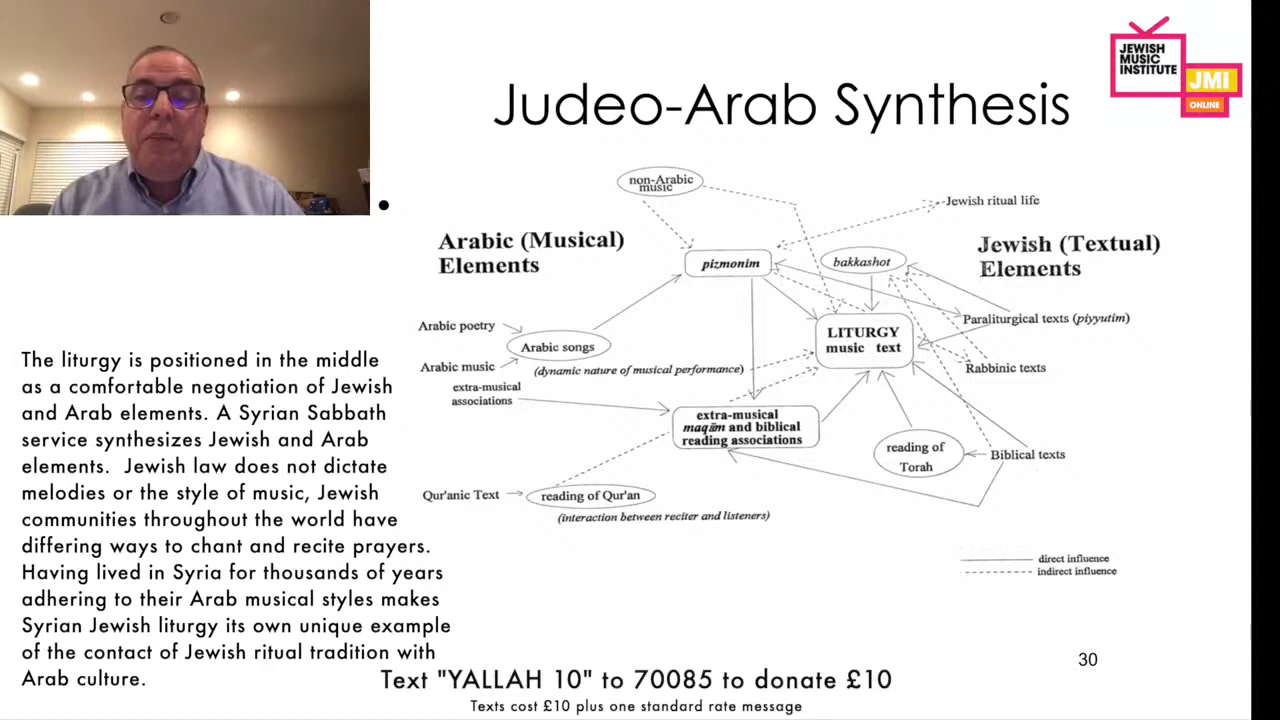 JEWISH
MUSIC
INSTITUTE
JMI
ONLINE
Judeo-Arab Synthesis
•
non-Arabic
music
Jewish ritual life
Arabic (Musical)
Elements
Jewish (Textual)
Elements
pizmonim
bakkashot
Arabic poetry
Arabic songs
Arabic music
LITURGY
music text
Paraliturgical texts (piyyutim)
(dynamic nature of musical performance)
Rabbinic texts
extra-musical
associations
extra-musical
maqām and biblical
reading associations
reading of
Torah
Biblical texts
Qur'anic Text
reading of Qur'an
(interaction between reciter and listeners)
direct influence
indirect influence
The liturgy is positioned in the middle
as a comfortable negotiation of Jewish
and Arab elements. A Syrian Sabbath
service synthesizes Jewish and Arab
elements. Jewish law does not dictate
melodies or the style of music, Jewish
communities throughout the world have
differing ways to chant and recite prayers.
Having lived in Syria for thousands of years
adhering to their Arab musical styles makes
Syrian Jewish liturgy its own unique example
of the contact of Jewish ritual tradition with
Arab culture.
30
Text "YALLAH 10" to 70085 to donate £10
Texts cost £10 plus one standard rate message